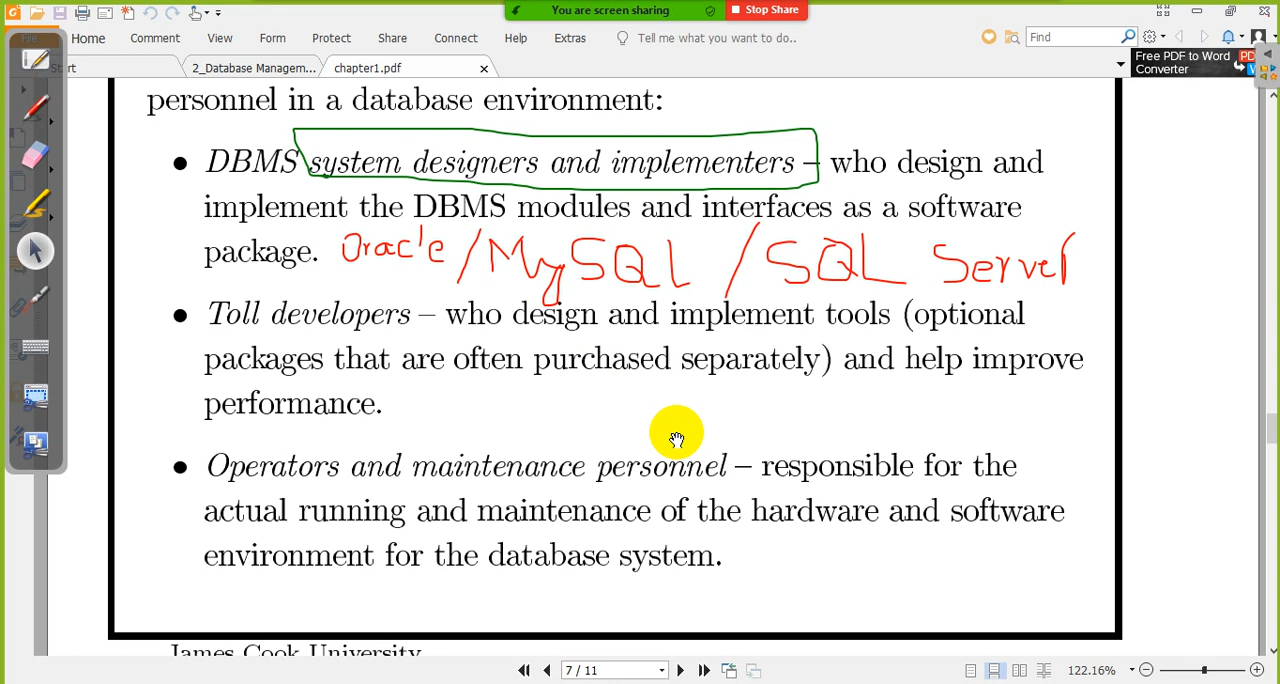 You are screen sharing Stop Share
File Home Comment View Form Protect Share Connect Help Extras Tell me what you want to do.. Find
Start 2_Database Managem... chapter1.pdf Free PDF to Word Converter
personnel in a database environment:
• DBMS system designers and implementers – who design and
implement the DBMS modules and interfaces as a software
package. Oracle / MySQL / SQL Server
• Toll developers – who design and implement tools (optional
packages that are often purchased separately) and help improve
performance.
• Operators and maintenance personnel – responsible for the
actual running and maintenance of the hardware and software
environment for the database system.
James Cook University
7 / 11 122.16%